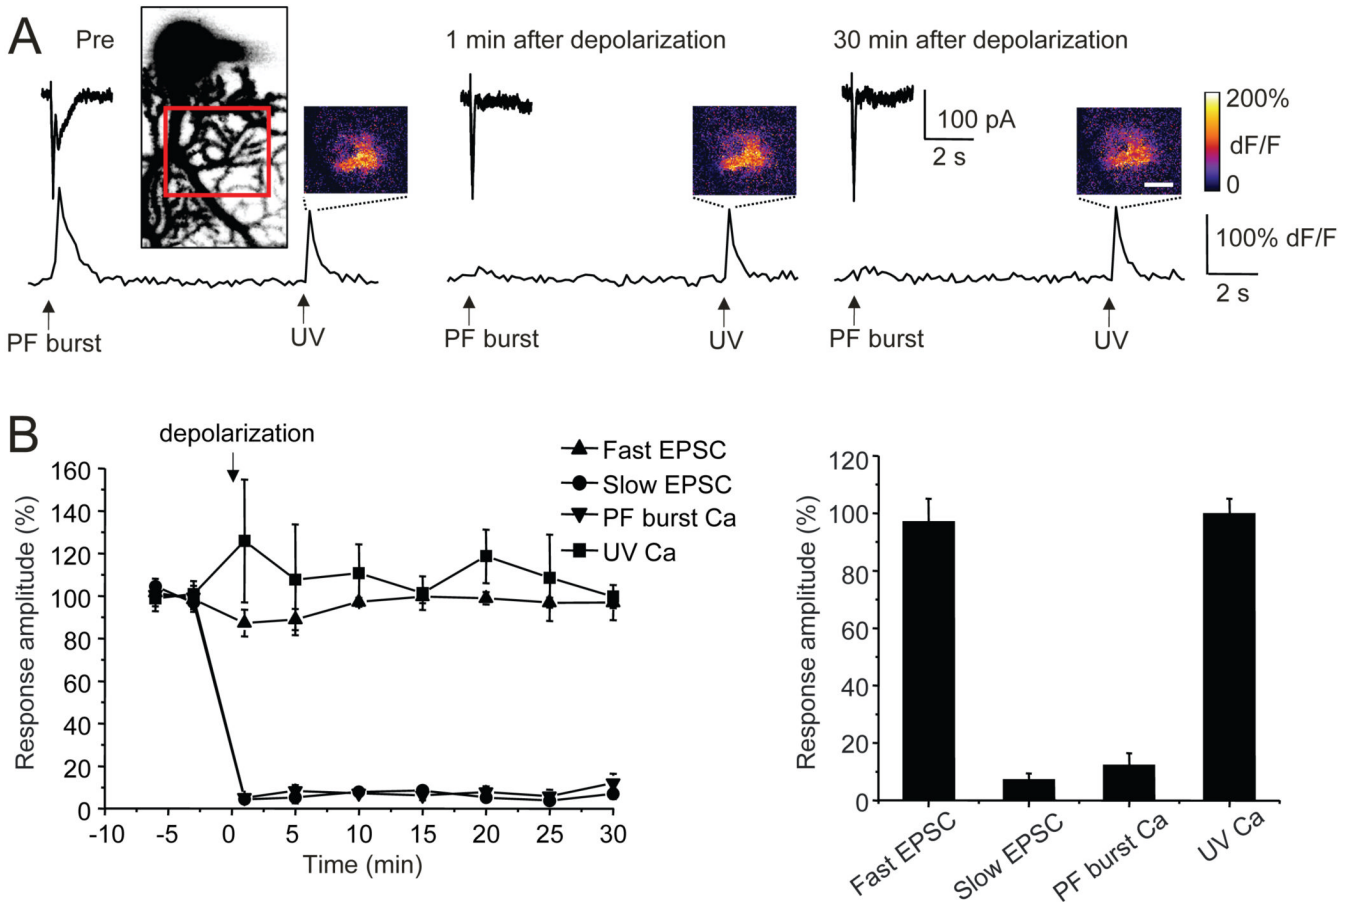 A
Pre
1 min after depolarization
30 min after depolarization
200%
dF/F
0
100 pA
2 s
100% dF/F
2 s
PF burst
UV
PF burst
UV
PF burst
UV
B
depolarization
Fast EPSC
Slow EPSC
PF burst Ca
UV Ca
Response amplitude (%)
160
140
120
100
80
60
40
20
0
-10 -5 0 5 10 15 20 25 30
Time (min)
Response amplitude (%)
120
100
80
60
40
20
0
Fast EPSC
Slow EPSC
PF burst Ca
UV Ca